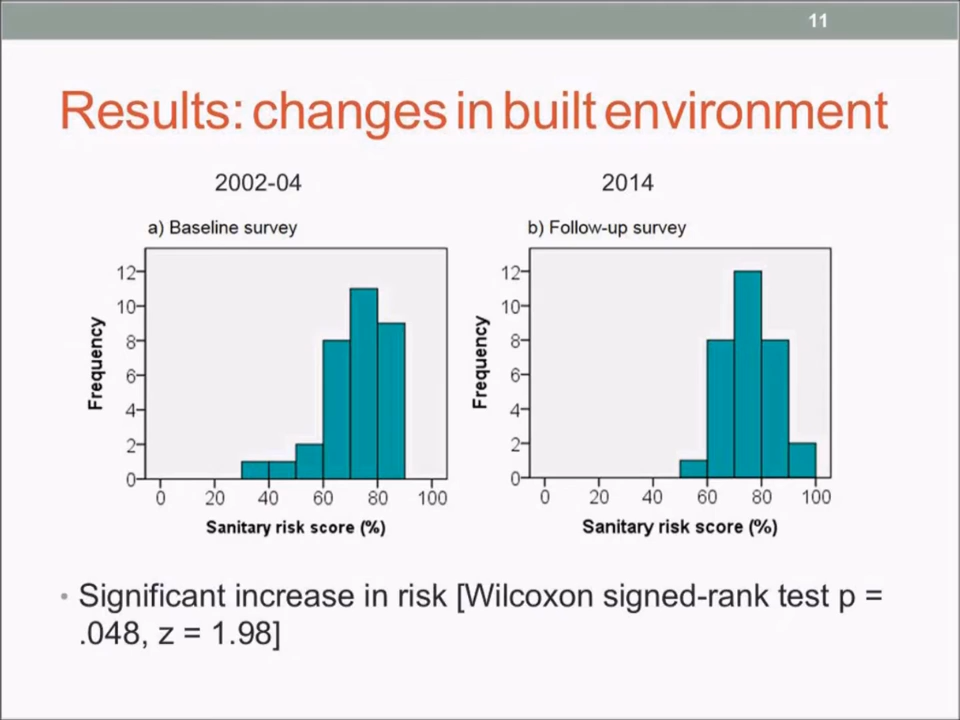 11
Results: changes in built environment
2002-04
2014
a) Baseline survey
b) Follow-up survey
Frequency
12
10
8
6
4
2
0
0 20 40 60 80 100
Sanitary risk score (%)
Frequency
12
10
8
6
4
2
0
0 20 40 60 80 100
Sanitary risk score (%)
• Significant increase in risk [Wilcoxon signed-rank test p =
.048, z = 1.98]